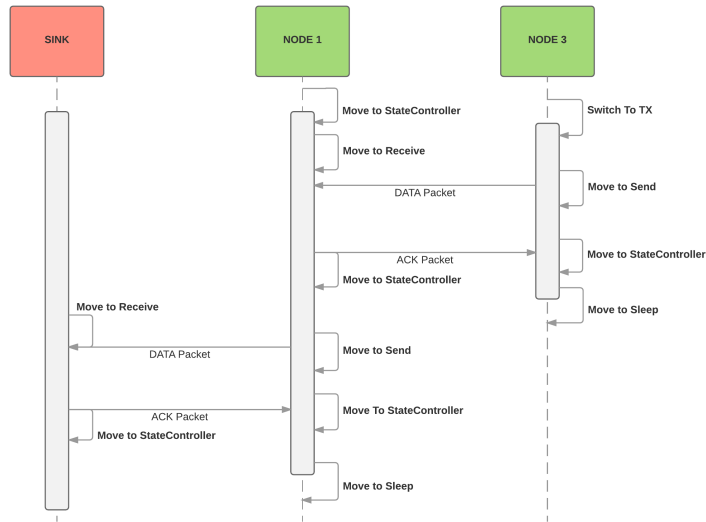 SINK
NODE 1
NODE 3
Move to StateController
Switch To TX
Move to Receive
DATA Packet
Move to Send
ACK Packet
Move to StateController
Move to StateController
Move to Receive
Move to Sleep
DATA Packet
Move to Send
ACK Packet
Move To StateController
Move to StateController
Move to Sleep